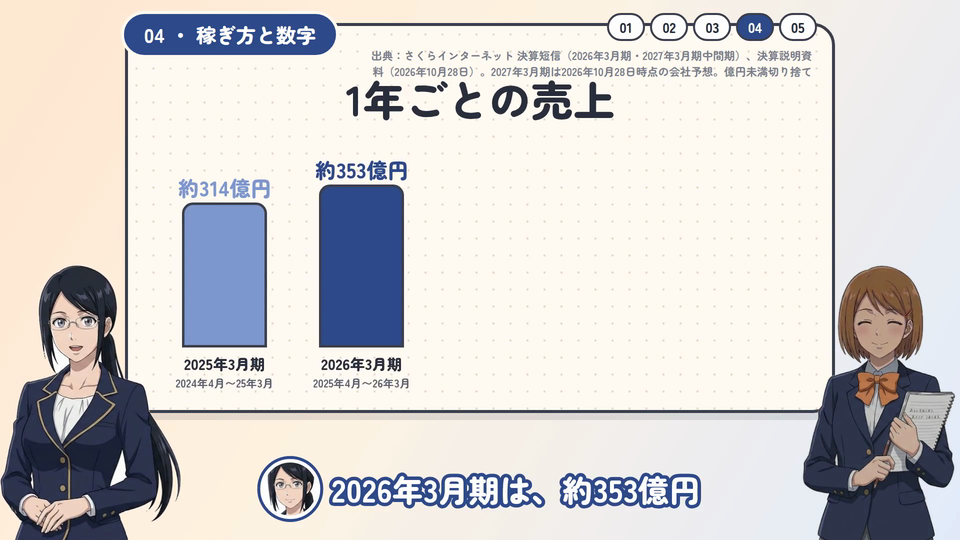 04 ・ 稼ぎ方と数字
01 02 03 04 05
出典：さくらインターネット 決算短信（2026年3月期・2027年3月期中間期）、決算説明資
料（2026年10月28日）。2027年3月期は2026年10月28日時点の会社予想。億円未満切り捨て
1年ごとの売上
約314億円
約353億円
2025年3月期
2024年4月〜25年3月
2026年3月期
2025年4月〜26年3月
2026年3月期は、約353億円